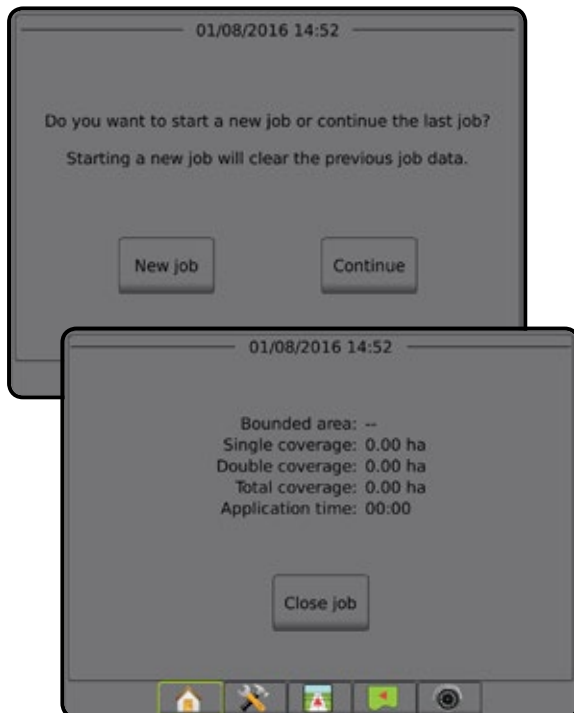 01/08/2016 14:52
Do you want to start a new job or continue the last job?
Starting a new job will clear the previous job data.
New job
Continue
01/08/2016 14:52
Bounded area: --
Single coverage: 0.00 ha
Double coverage: 0.00 ha
Total coverage: 0.00 ha
Application time: 00:00
Close job